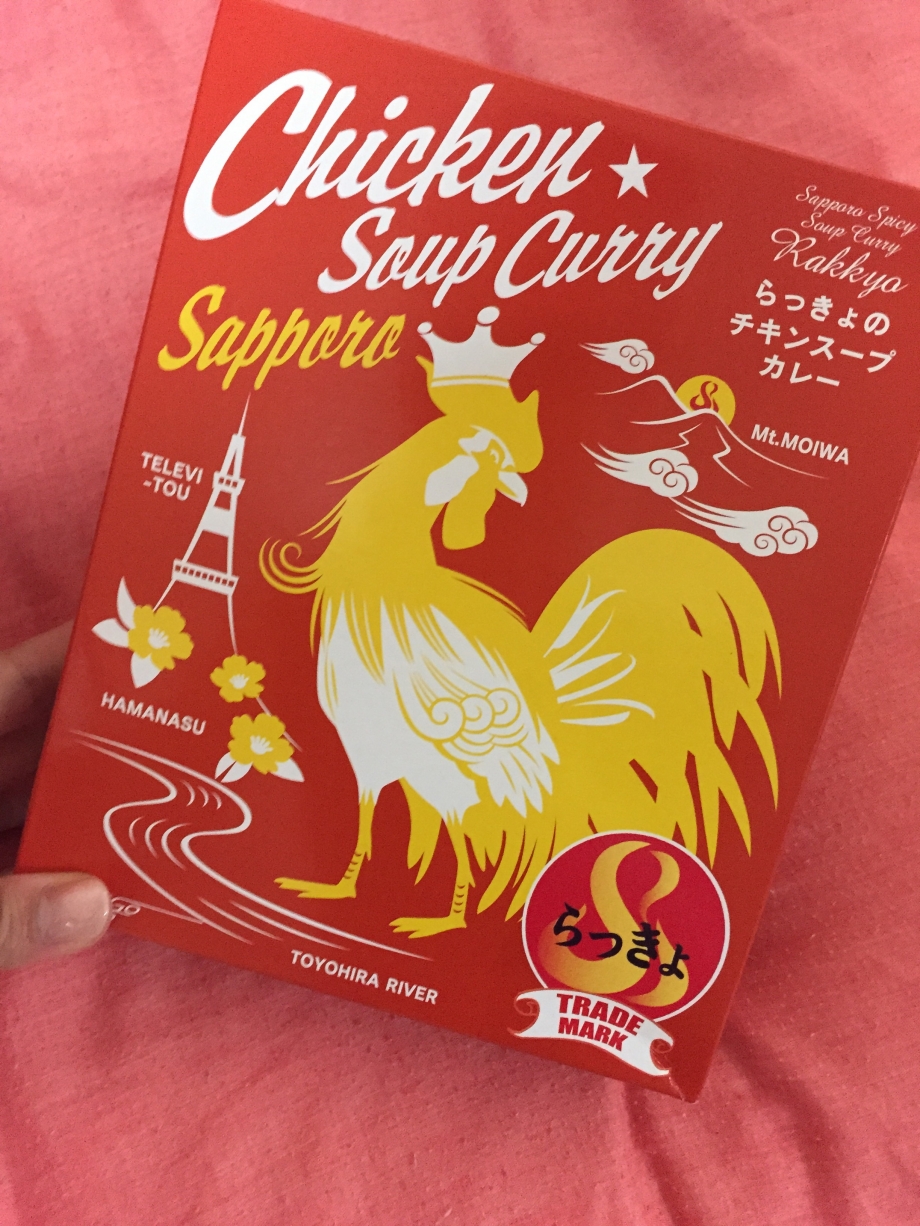 Chicken
Soup Curry
Sapporo
Sapporo Spicy
Soup Curry
Rakkyo
らっきょの
チキンスープ
カレー
Mt.MOIWA
TELEVI
-TOU
HAMANASU
TOYOHIRA RIVER
らっきょ
TRADE
MARK